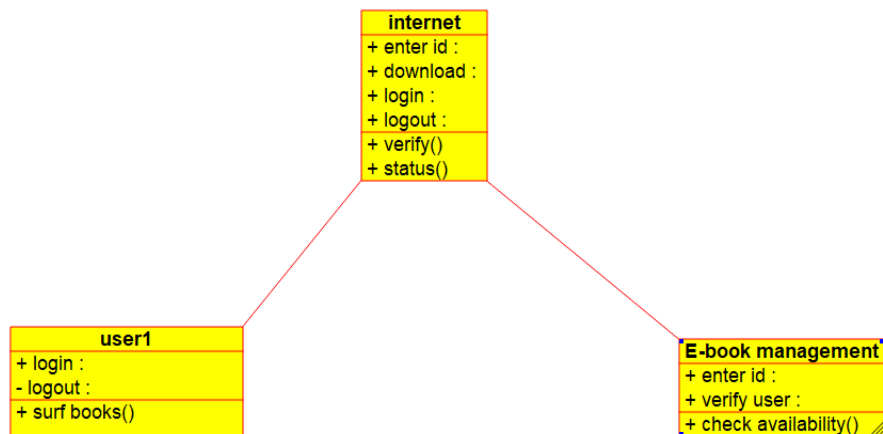 internet
+ enter id :
+ download :
+ login :
+ logout :
+ verify()
+ status()
user1
+ login :
- logout :
+ surf books()
E-book management
+ enter id :
+ verify user :
+ check availability()